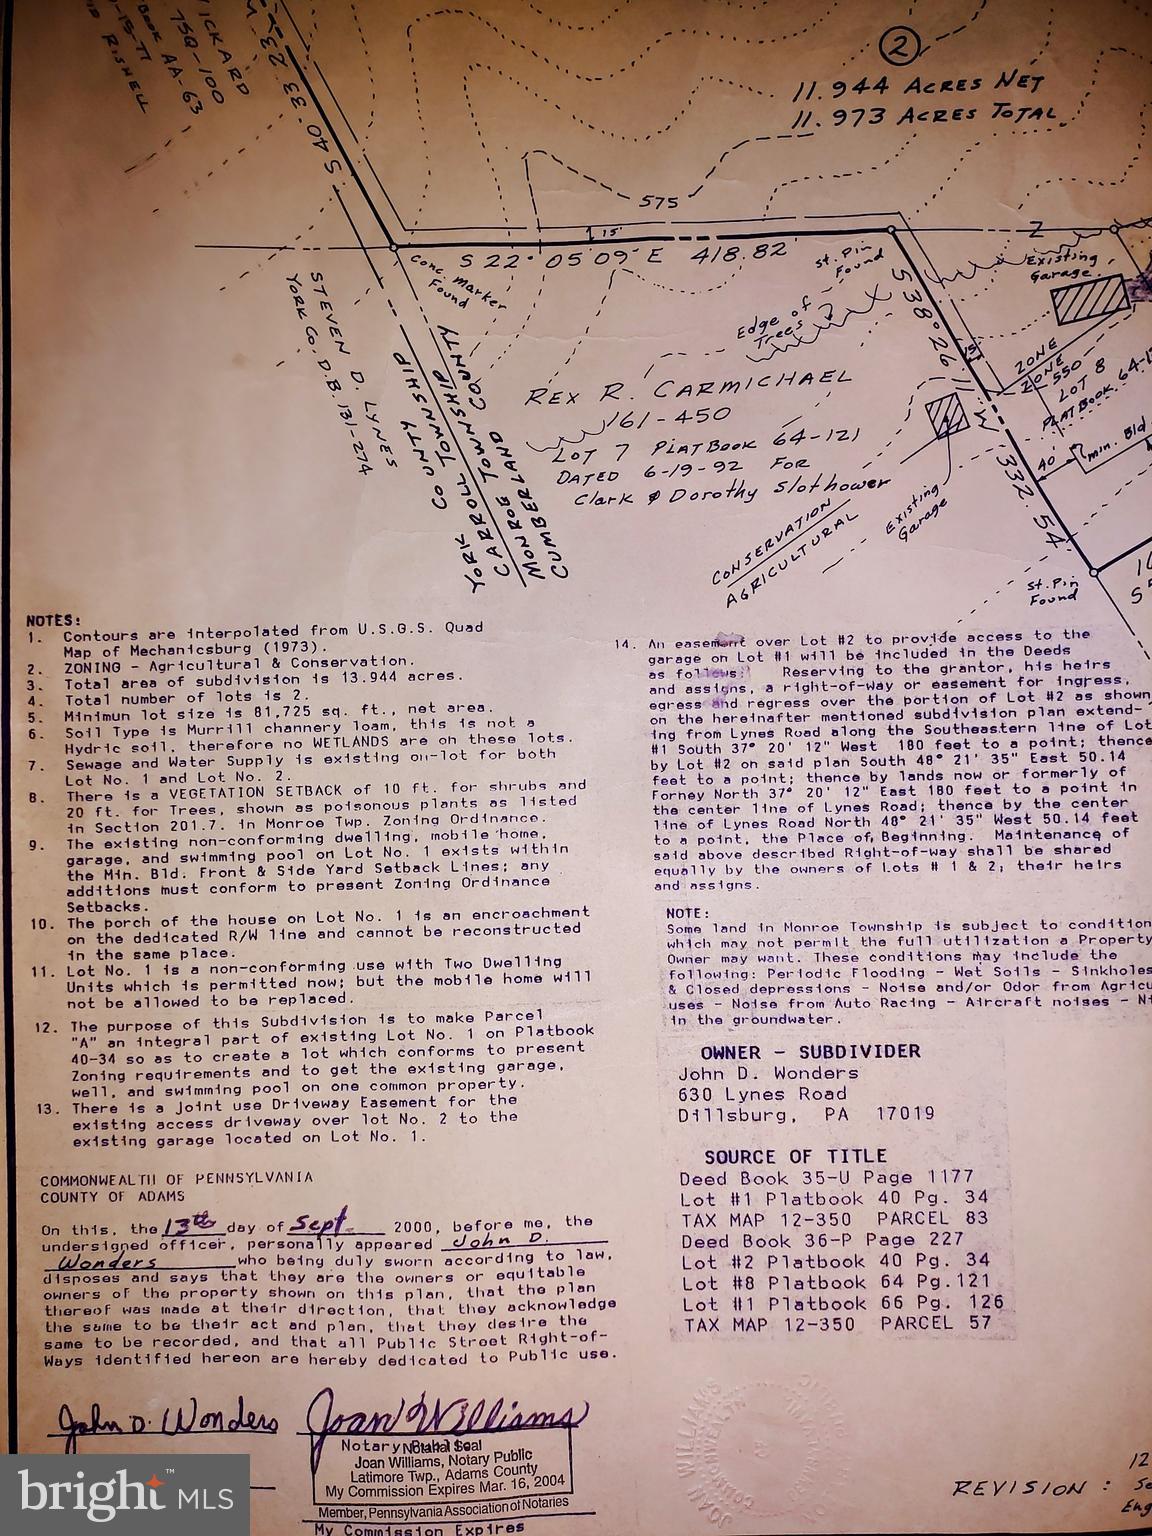 ICKARD
75Q-100
BOOK AA-63
RISHELL
S 40° 33' 23"
2
11.944 ACRES NET
11.973 ACRES TOTAL
575
15'
S 22° 05' 09" E 418.82'
Conc. Marker
Found
St. Pin
Found
Z
Existing
Garage
Edge of
Trees
S 38° 26' 11" W 332.54'
15'
ZONE
ZONE
550
LOT 8
PLATBOOK 64-1
40'
min. Bld
STEVEN D. LYNES
YORK CO. D.B. 131-274
YORK COUNTY
CARROLL TOWNSHIP
MONROE TOWNSHIP
CUMBERLAND COUNTY
REX R. CARMICHAEL
161-450
LOT 7 PLATBOOK 64-121
DATED 6-19-92 FOR
Clark & Dorothy Slothower
CONSERVATION
AGRICULTURAL
Existing
Garage
St. Pin
Found
NOTES:
1. Contours are interpolated from U.S.G.S. Quad
Map of Mechanicsburg (1973).
2. ZONING - Agricultural & Conservation.
3. Total area of subdivision is 13.944 acres.
4. Total number of lots is 2.
5. Minimun lot size is 81,725 sq. ft., net area.
6. Soil Type is Murrill channery loam, this is not a
Hydric soil, therefore no WETLANDS are on these lots.
7. Sewage and Water Supply is existing on-lot for both
Lot No. 1 and Lot No. 2.
8. There is a VEGETATION SETBACK of 10 ft. for shrubs and
20 ft. for Trees, shown as poisonous plants as listed
in Section 201.7. in Monroe Twp. Zoning Ordinance.
9. The existing non-conforming dwelling, mobile home,
garage, and swimming pool on Lot No. 1 exists within
the Min. Bld. Front & Side Yard Setback Lines; any
additions must conform to present Zoning Ordinance
Setbacks.
10. The porch of the house on Lot No. 1 is an encroachment
on the dedicated R/W line and cannot be reconstructed
in the same place.
11. Lot No. 1 is a non-conforming use with Two Dwelling
Units which is permitted now; but the mobile home will
not be allowed to be replaced.
12. The purpose of this Subdivision is to make Parcel
"A" an integral part of existing Lot No. 1 on Platbook
40-34 so as to create a lot which conforms to present
Zoning requirements and to get the existing garage,
well, and swimming pool on one common property.
13. There is a Joint use Driveway Easement for the
existing access driveway over lot No. 2 to the
existing garage located on Lot No. 1.
COMMONWEALTH OF PENNSYLVANIA
COUNTY OF ADAMS
On this, the 13th day of Sept. 2000, before me, the
undersigned officer, personally appeared John D.
Wonders who being duly sworn according to law,
disposes and says that they are the owners or equitable
owners of the property shown on this plan, that the plan
thereof was made at their direction, that they acknowledge
the same to be their act and plan, that they desire the
same to be recorded, and that all Public Street Right-of-
Ways identified hereon are hereby dedicated to Public use.
John D. Wonders Joan Williams
Notary Public
Notarial Seal
Joan Williams, Notary Public
Latimore Twp., Adams County
My Commission Expires Mar. 16, 2004
Member, Pennsylvania Association of Notaries
My Commission Expires
14. An easement over Lot #2 to provide access to the
garage on Lot #1 will be included in the Deeds
as follows: Reserving to the grantor, his heirs
and assigns, a right-of-way or easement for ingress,
egress and regress over the portion of Lot #2 as shown
on the hereinafter mentioned subdivision plan extend-
ing from Lynes Road along the Southeastern line of Lot
#1 South 37° 20' 12" West 180 feet to a point; thence
by Lot #2 on said plan South 48° 21' 35" East 50.14
feet to a point; thence by lands now or formerly of
Forney North 37° 20' 12" East 180 feet to a point in
the center line of Lynes Road; thence by the center
line of Lynes Road North 48° 21' 35" West 50.14 feet
to a point, the Place of Beginning. Maintenance of
said above described Right-of-way shall be shared
equally by the owners of Lots # 1 & 2, their heirs
and assigns.
NOTE:
Some land in Monroe Township is subject to condition
which may not permit the full utilization a Property
Owner may want. These conditions may include the
following: Periodic Flooding - Wet Soils - Sinkholes
& Closed depressions - Noise and/or Odor from Agricu
uses - Noise from Auto Racing - Aircraft noises - Ni
in the groundwater.
OWNER - SUBDIVIDER
John D. Wonders
630 Lynes Road
Dillsburg, PA 17019
SOURCE OF TITLE
Deed Book 35-U Page 1177
Lot #1 Platbook 40 Pg. 34
TAX MAP 12-350 PARCEL 83
Deed Book 36-P Page 227
Lot #2 Platbook 40 Pg. 34
Lot #8 Platbook 64 Pg.121
Lot #1 Platbook 66 Pg. 126
TAX MAP 12-350 PARCEL 57
JOAN WILLIAMS
REVISION :
12
Se
Eng
bright MLS